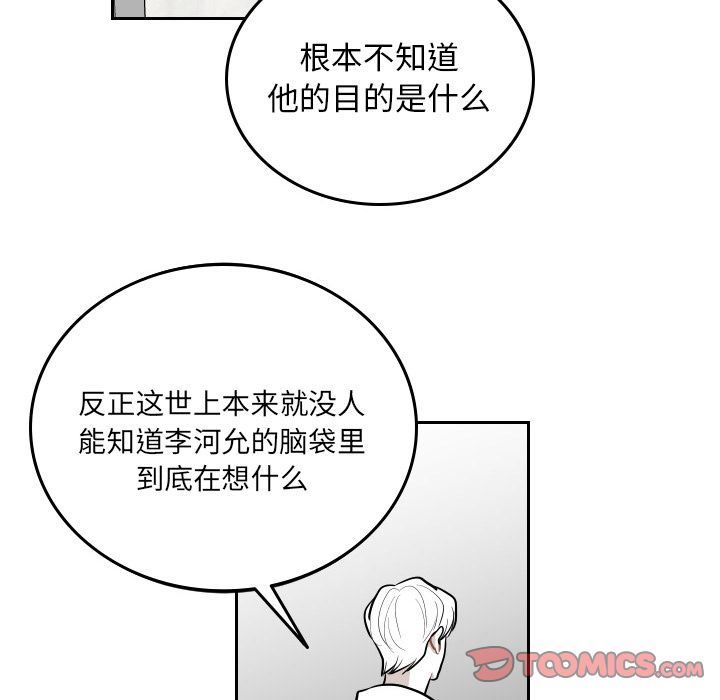 根本不知道
他的目的是什么
反正这世上本来就没人
能知道李河允的脑袋里
到底在想什么
TOOMICS.COM